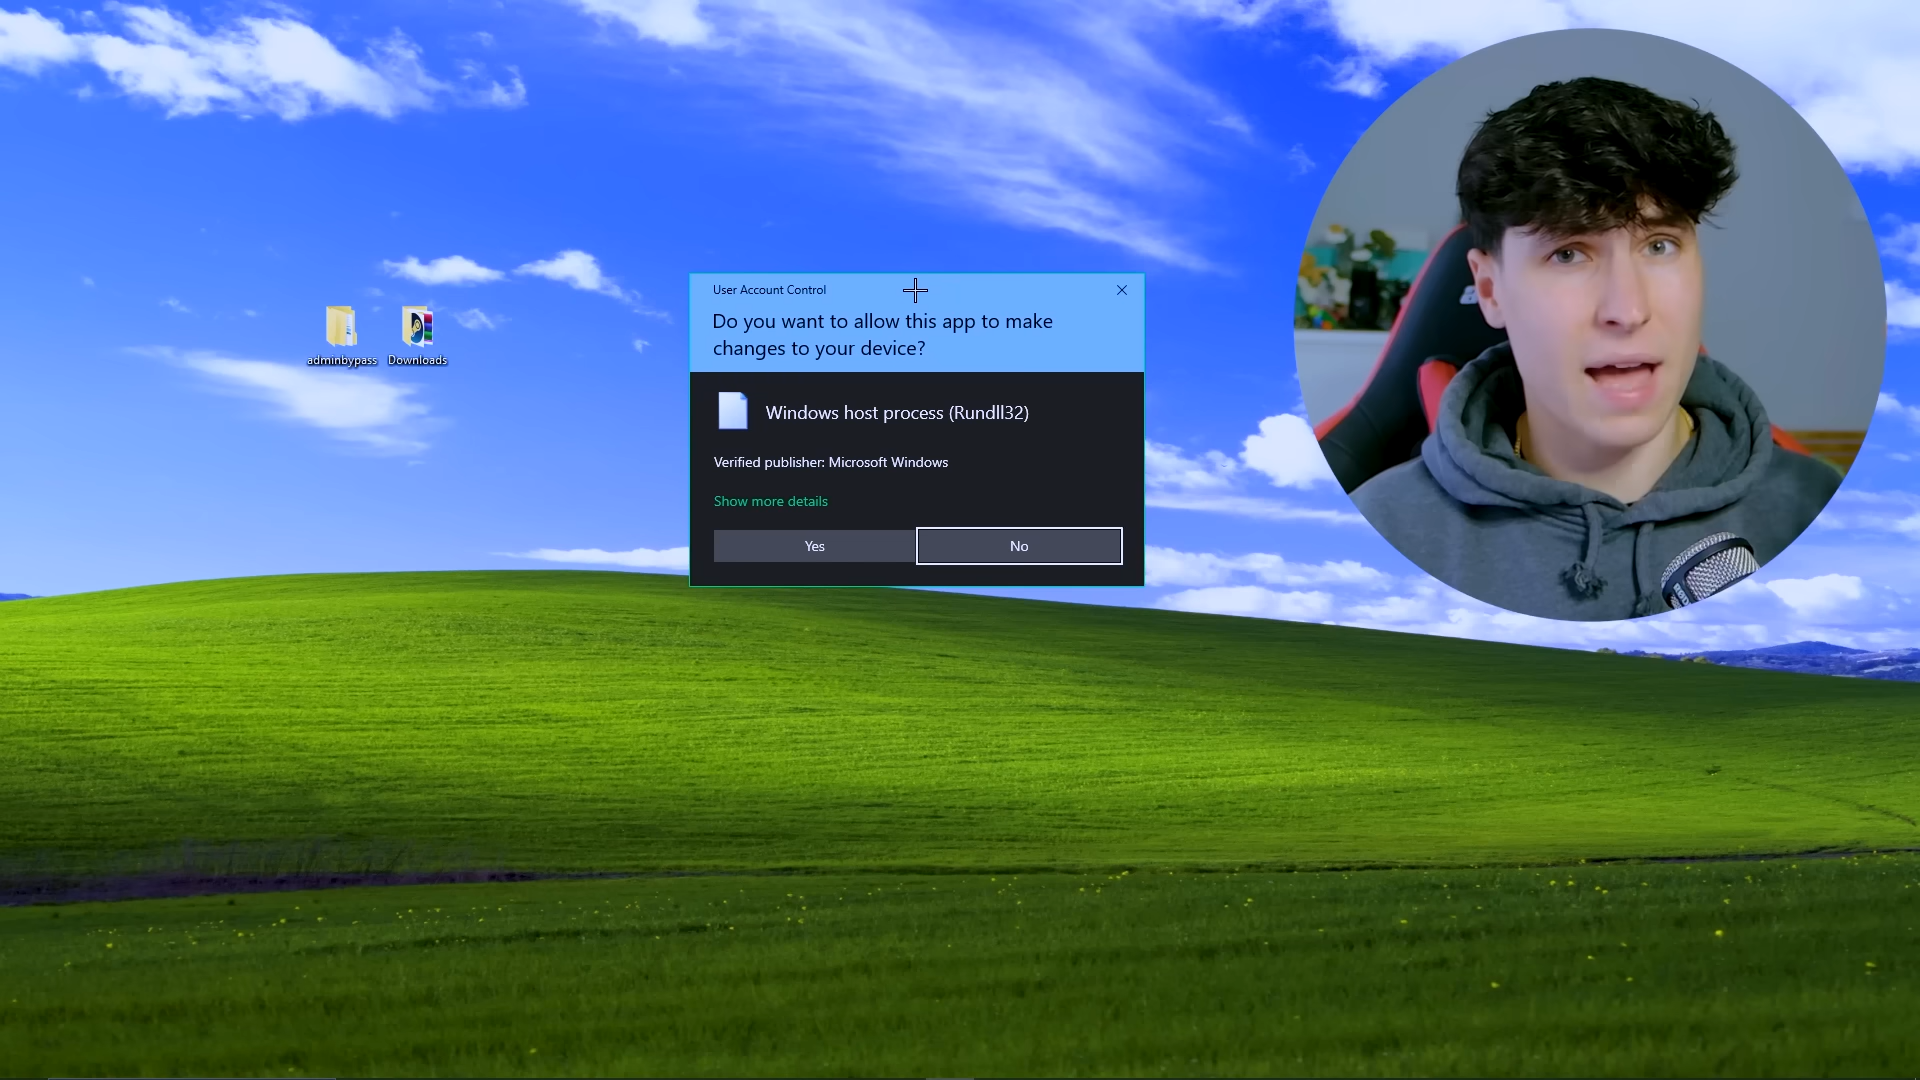 User Account Control
Do you want to allow this app to make
changes to your device?
Windows host process (Rundll32)
Verified publisher: Microsoft Windows
Show more details
Yes
No
adminbypass
Downloads